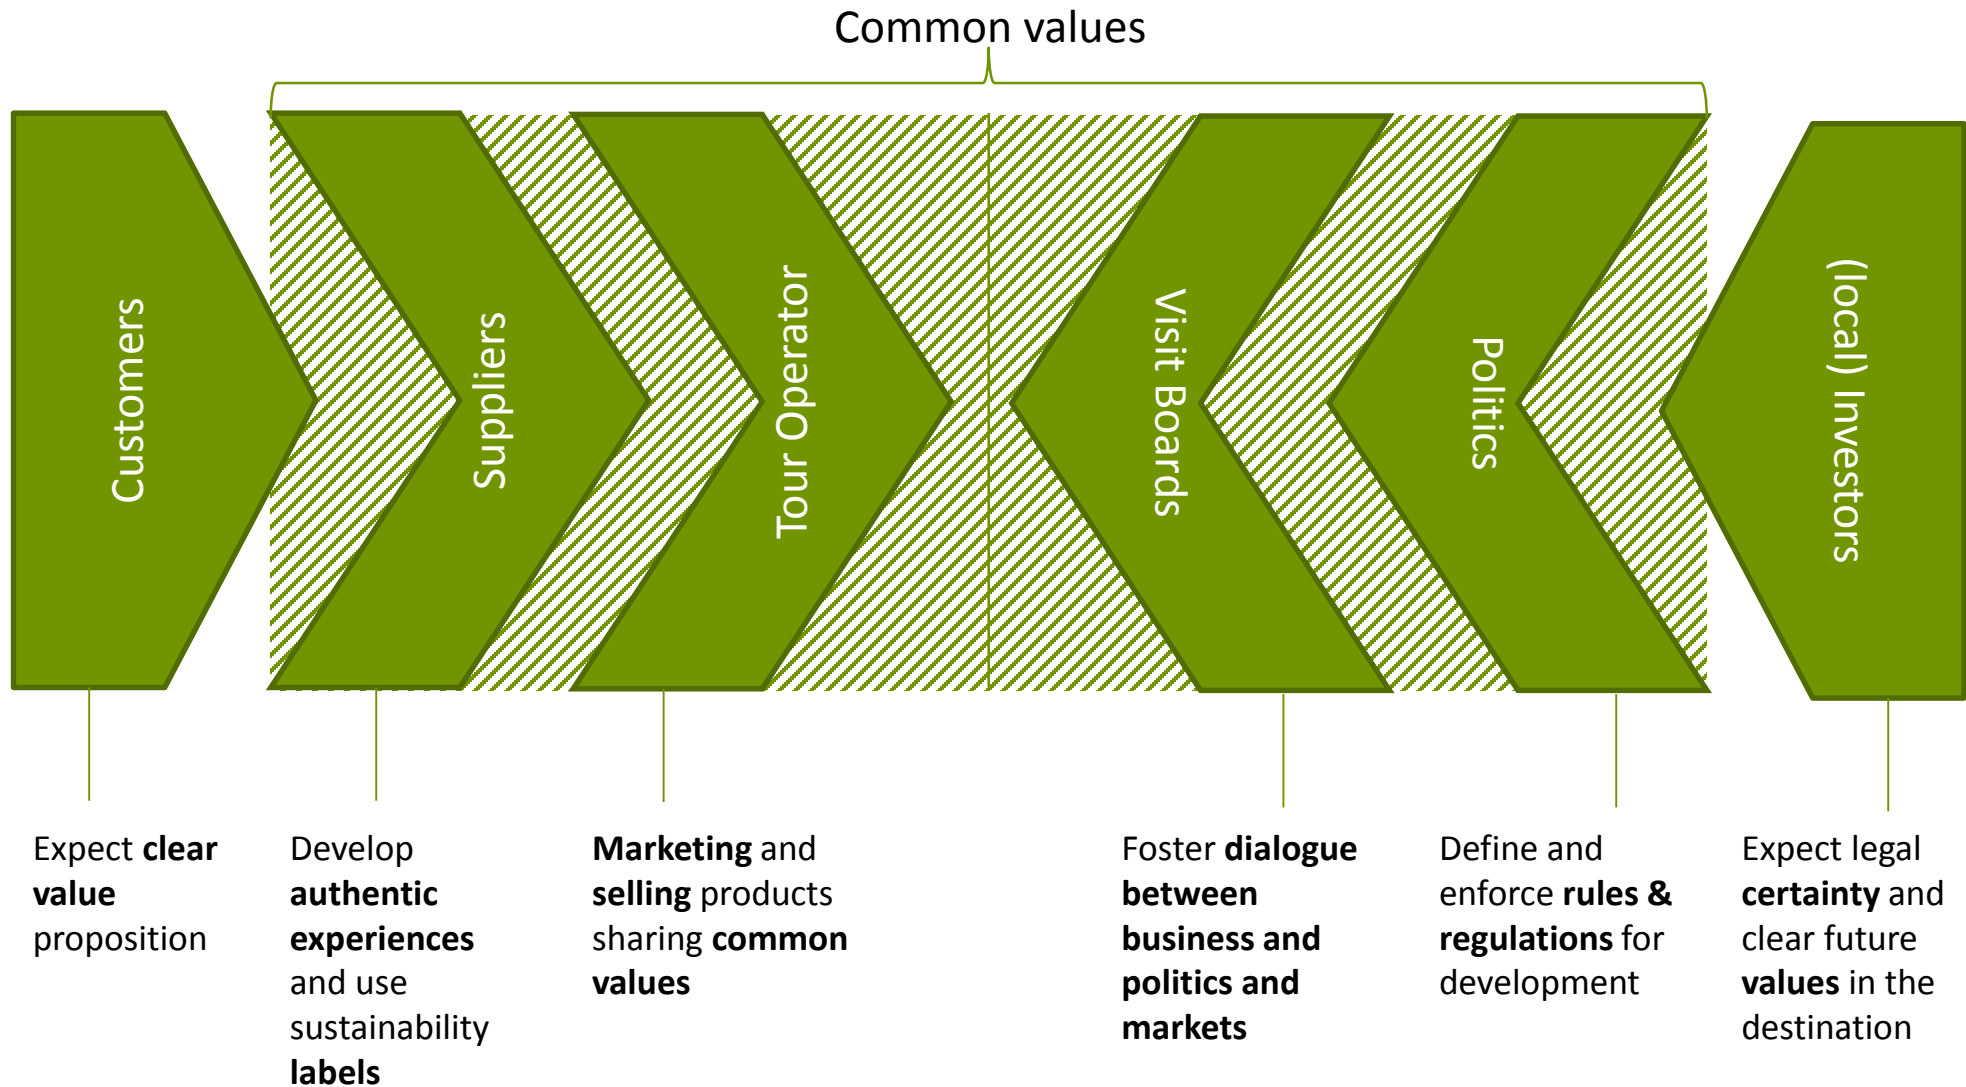 Common values
Customers
Suppliers
Tour Operator
Visit Boards
Politics
(local) Investors
Expect clear
value
proposition
Develop
authentic
experiences
and use
sustainability
labels
Marketing and
selling products
sharing common
values
Foster dialogue
between
business and
politics and
markets
Define and
enforce rules &
regulations for
development
Expect legal
certainty and
clear future
values in the
destination